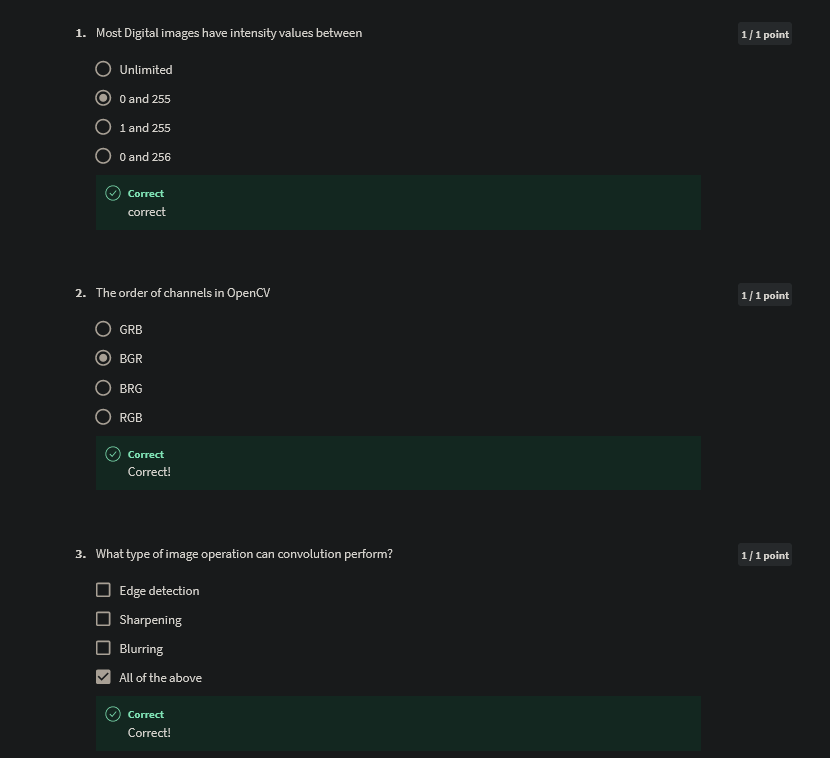 1. Most Digital images have intensity values between
1 / 1 point
Unlimited
0 and 255
1 and 255
0 and 256
Correct
correct
2. The order of channels in OpenCV
1 / 1 point
GRB
BGR
BRG
RGB
Correct
Correct!
3. What type of image operation can convolution perform?
1 / 1 point
Edge detection
Sharpening
Blurring
All of the above
Correct
Correct!